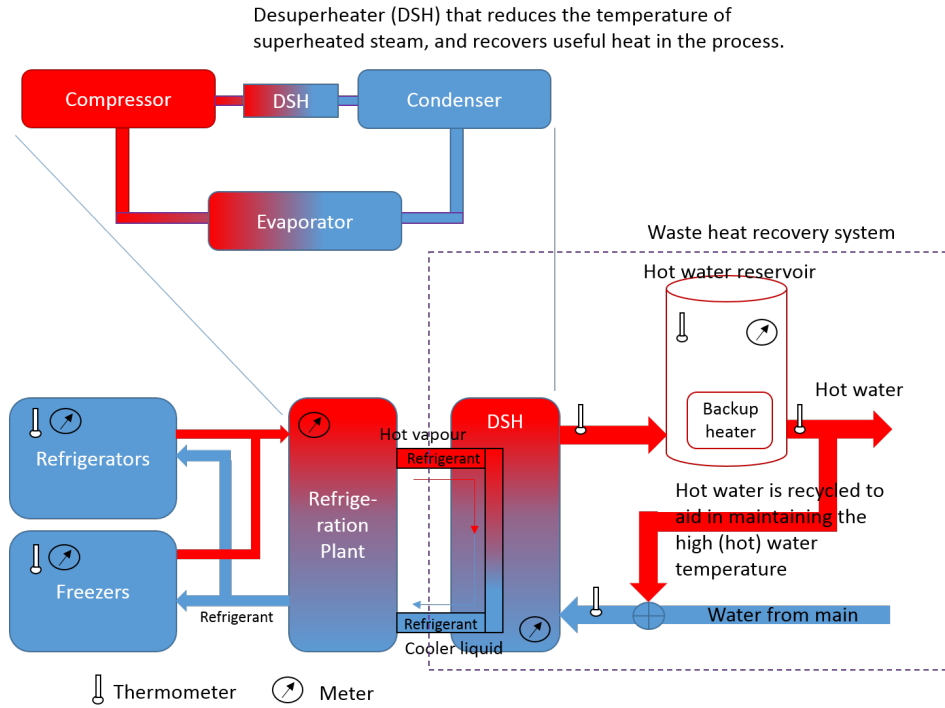 Desuperheater (DSH) that reduces the temperature of
superheated steam, and recovers useful heat in the process.
Compressor
DSH
Condenser
Evaporator
Waste heat recovery system
Hot water reservoir
Hot water
Backup
heater
DSH
Hot vapour
Refrigerant
Refrigerators
Refrige-
ration
Plant
Hot water is recycled to
aid in maintaining the
high (hot) water
temperature
Freezers
Refrigerant
Refrigerant
Cooler liquid
Water from main
Thermometer
Meter